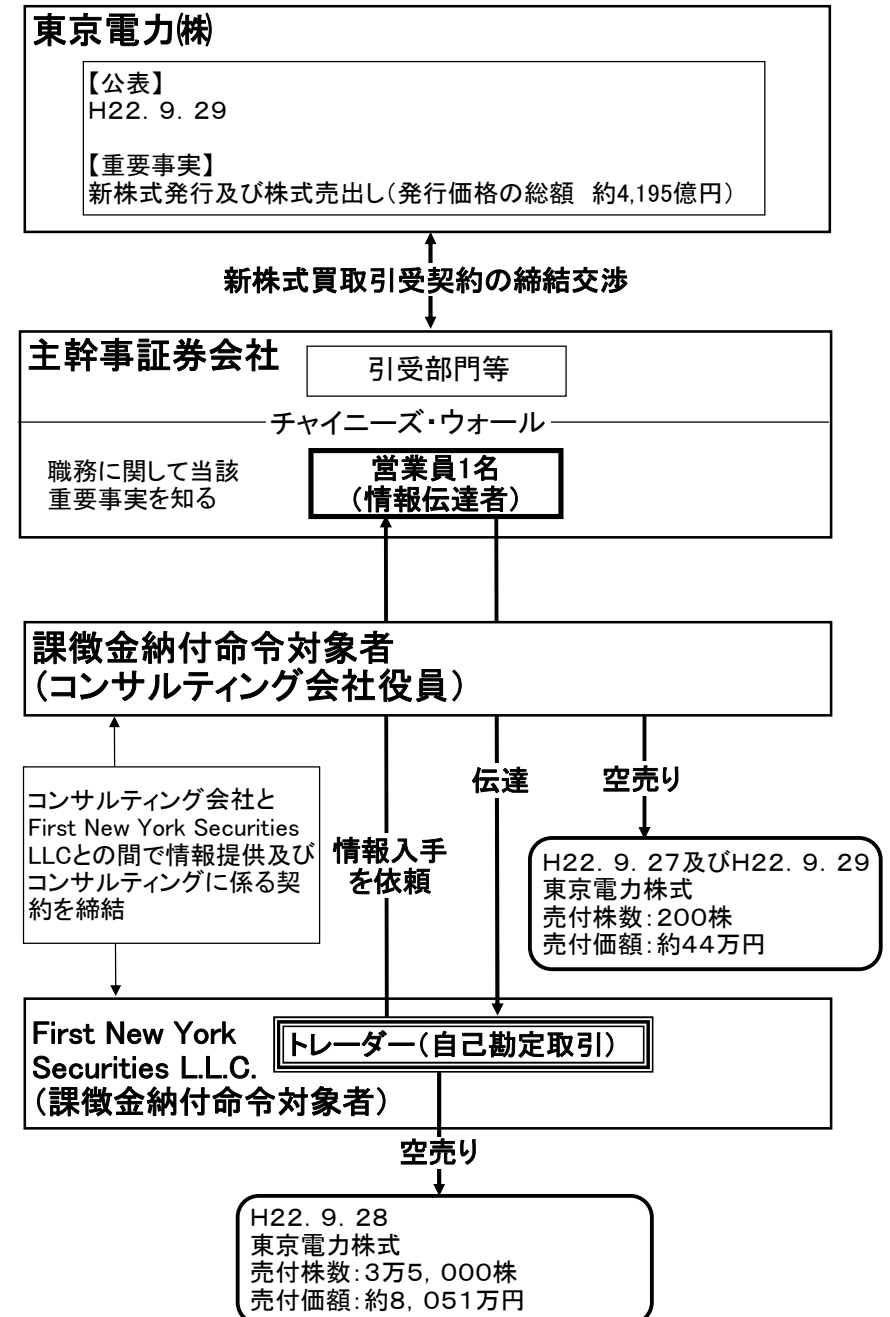 東京電力㈱
【公表】
H22．9．29
【重要事実】
新株式発行及び株式売出し（発行価格の総額　約4,195億円）
新株式買取引受契約の締結交渉
主幹事証券会社
引受部門等
チャイニーズ・ウォール
職務に関して当該
重要事実を知る
営業員1名
（情報伝達者）
課徴金納付命令対象者
（コンサルティング会社役員）
コンサルティング会社と
First New York Securities
LLCとの間で情報提供及び
コンサルティングに係る契
約を締結
情報入手
を依頼
伝達
空売り
H22．9．27及びH22．9．29
東京電力株式
売付株数：200株
売付価額：約44万円
First New York
Securities L.L.C.
（課徴金納付命令対象者）
トレーダー（自己勘定取引）
空売り
H22．9．28
東京電力株式
売付株数：3万5，000株
売付価額：約8，051万円